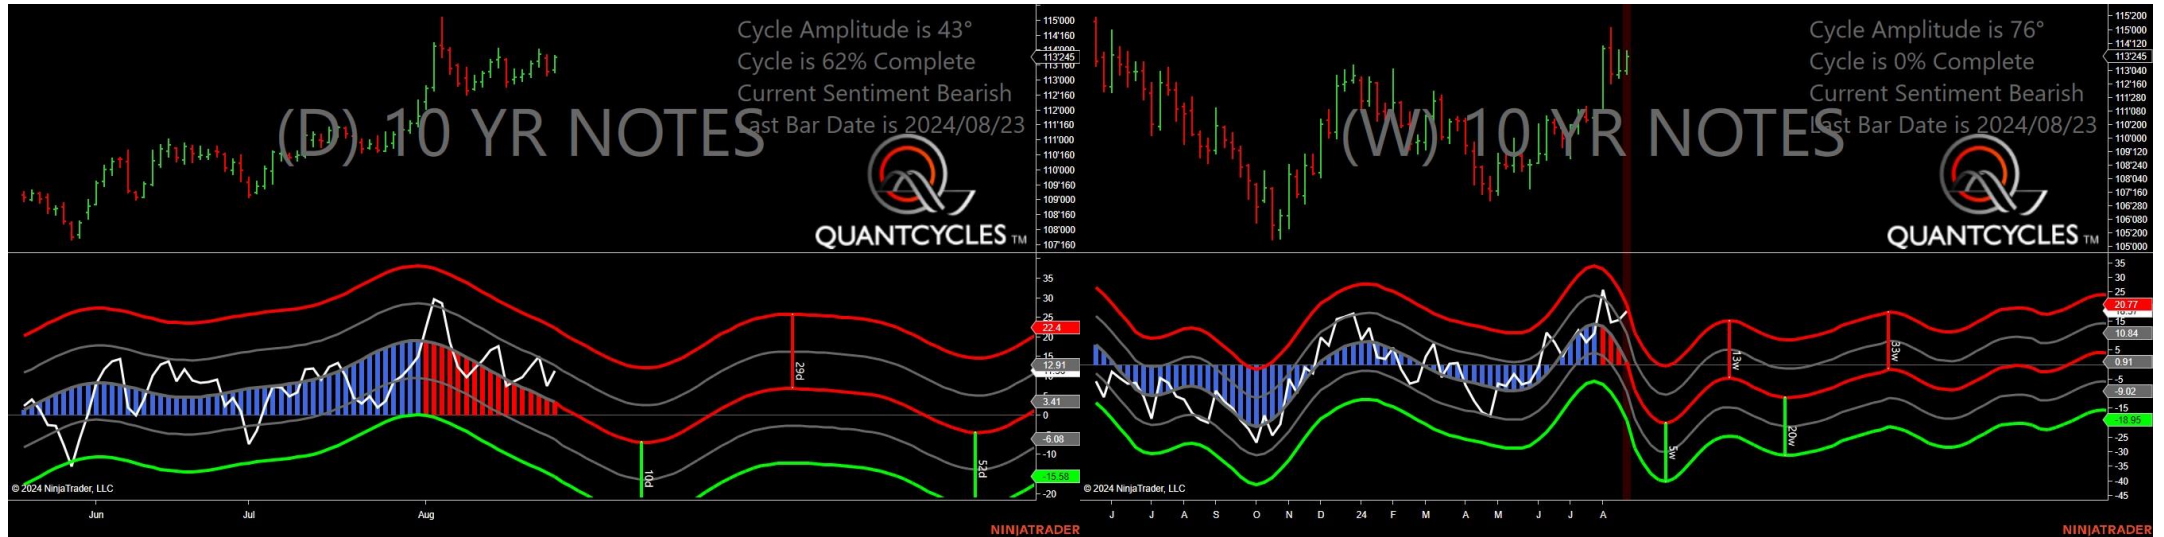 Cycle Amplitude is 43°
Cycle is 62% Complete
Current Sentiment Bearish
Last Bar Date is 2024/08/23
(D) 10 YR NOTES
QUANTCYCLES TM
115'000
114'160
113'245
113'000
112'160
112'000
111'160
111'000
110'160
110'000
109'160
109'000
108'160
108'000
107'160
35
30
25
22.4
20
15
12.91
3.41
0
-6.08
-10
-15.58
-20
29d
10d
52d
© 2024 NinjaTrader, LLC
Jun Jul Aug
NINJATRADER
Cycle Amplitude is 76°
Cycle is 0% Complete
Current Sentiment Bearish
Last Bar Date is 2024/08/23
(W) 10 YR NOTES
QUANTCYCLES TM
115'200
115'000
114'120
113'245
113'040
112'160
111'280
111'080
110'200
110'000
109'120
108'240
108'040
107'160
106'280
106'080
105'200
105'000
35
30
25
20.77
15
10.84
5
0.91
-5
-9.02
-15
-18.95
-25
-30
-35
-40
-45
13w
33w
5w
20w
© 2024 NinjaTrader, LLC
J J A S O N D 24 F M A M J J A
NINJATRADER